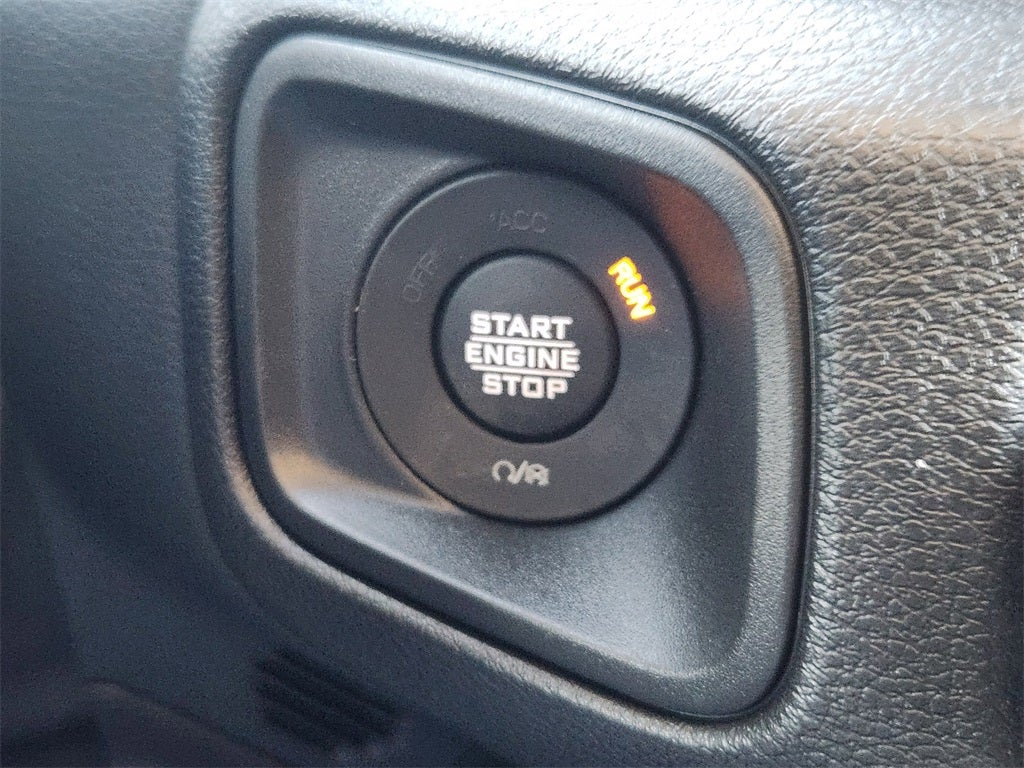 OFF
ACC
RUN
START
ENGINE
STOP